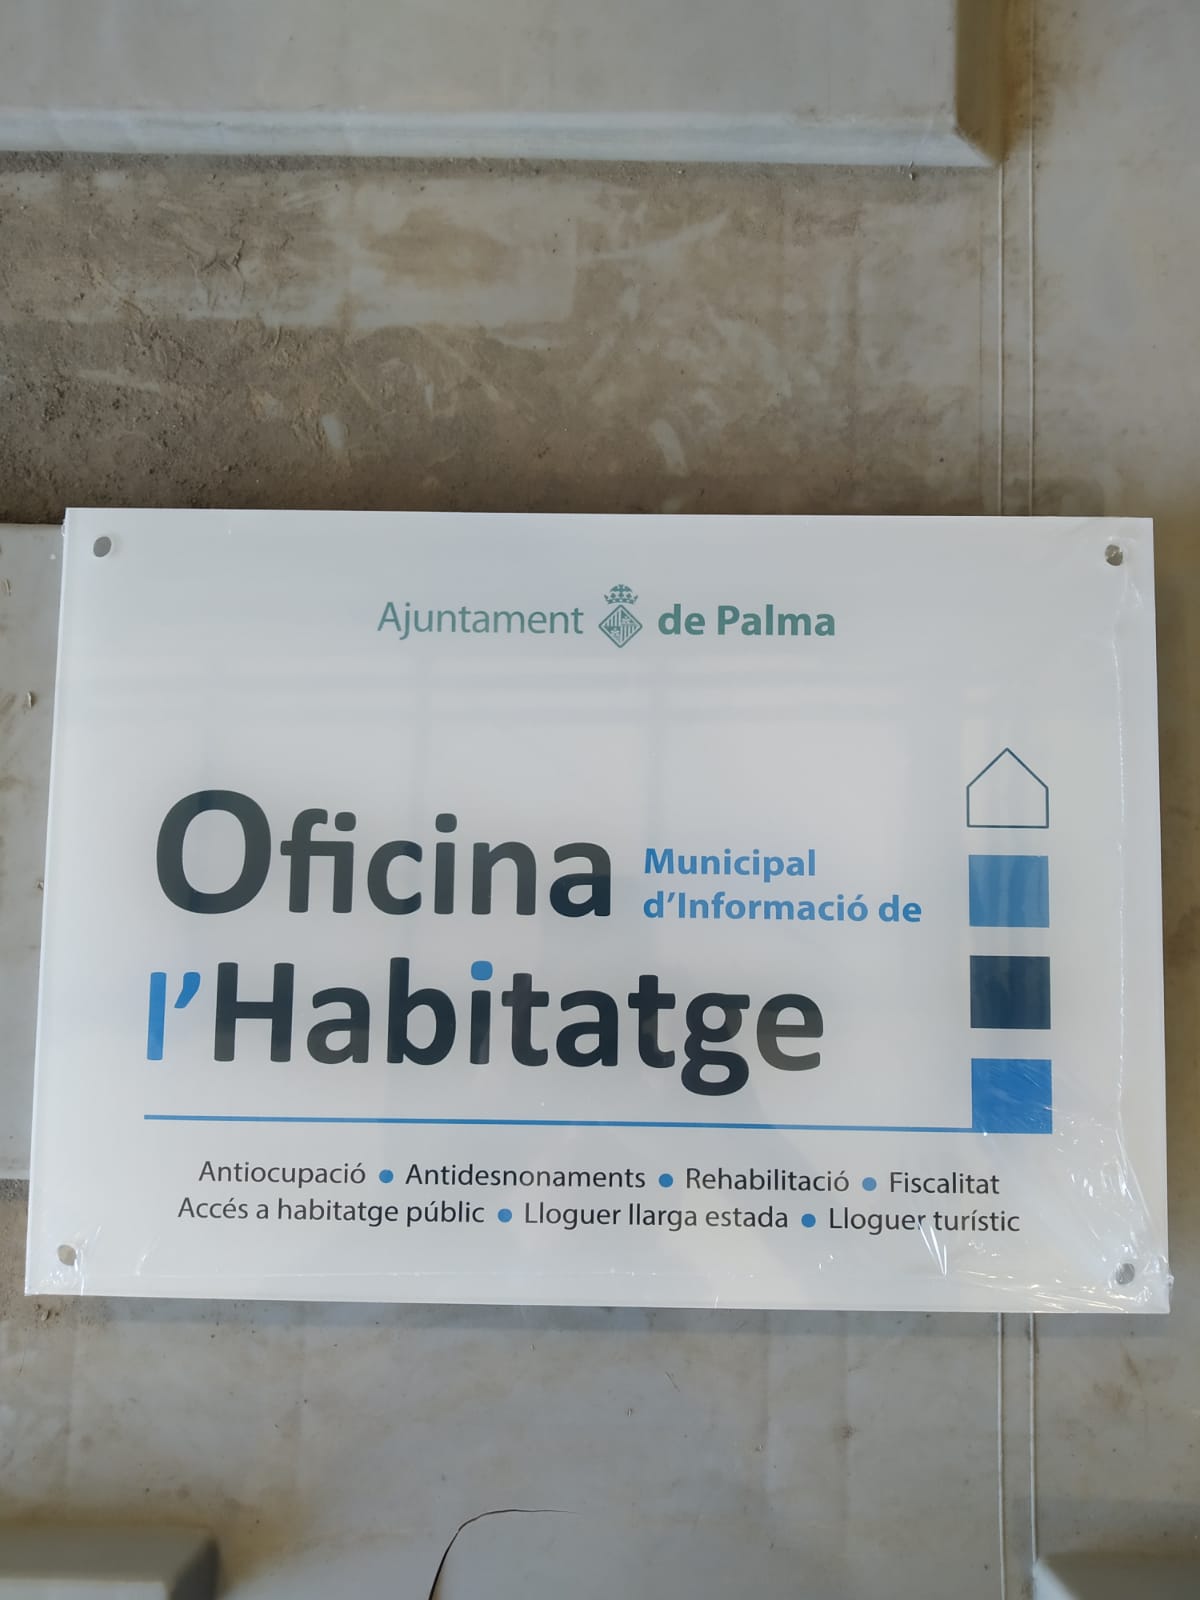 Ajuntament de Palma
Oficina Municipal
d'Informació de
l'Habitatge
Antiocupació • Antidesnonaments • Rehabilitació • Fiscalitat
Accés a habitatge públic • Lloguer llarga estada • Lloguer turístic